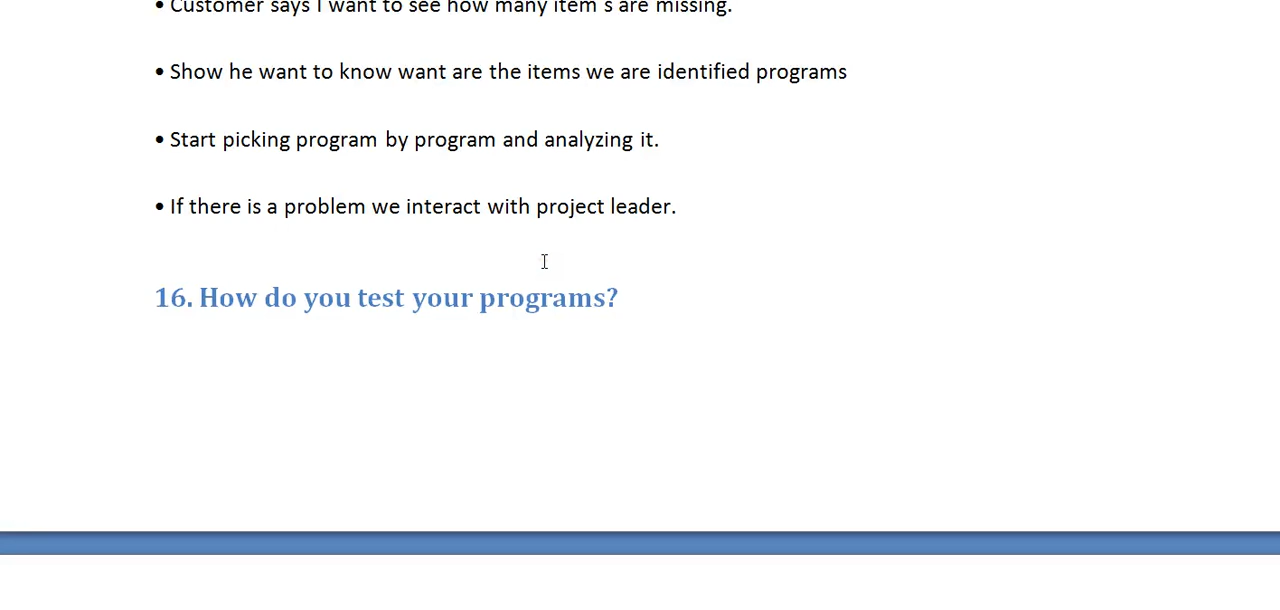 • Customer says I want to see how many item s are missing.
• Show he want to know want are the items we are identified programs
• Start picking program by program and analyzing it.
• If there is a problem we interact with project leader.
16. How do you test your programs?